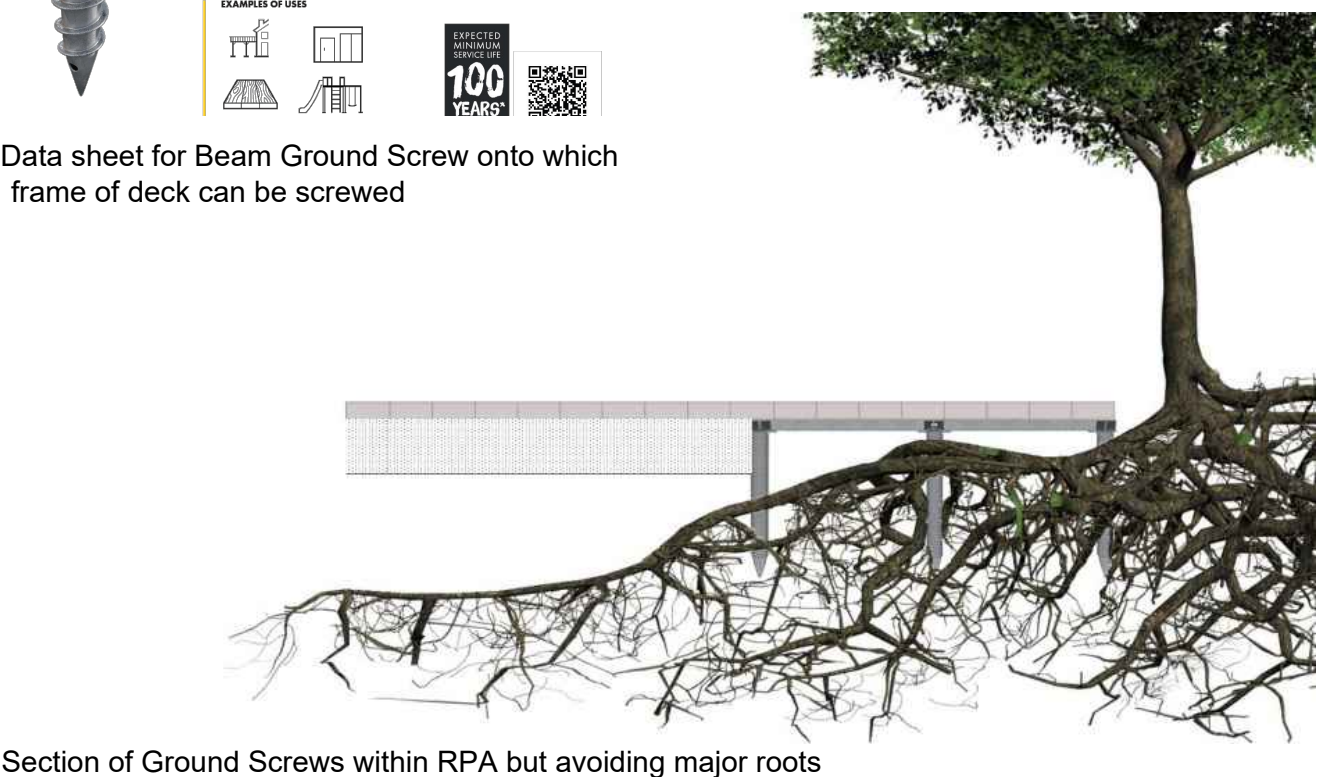 EXAMPLES OF USES
EXPECTED
MINIMUM
SERVICE LIFE
100
YEARS*
Data sheet for Beam Ground Screw onto which
frame of deck can be screwed
Section of Ground Screws within RPA but avoiding major roots